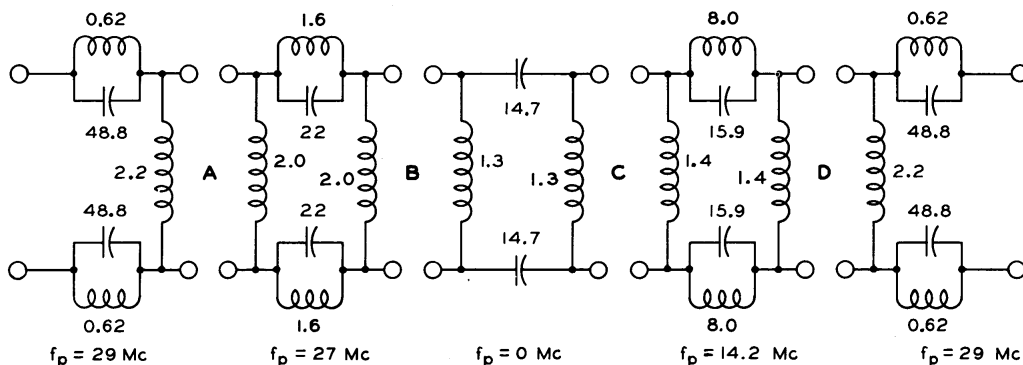 0.62 1.6 8.0 0.62
14.7
48.8 22 15.9 48.8
2.2 A 2.0 2.0 B 1.3 1.3 C 1.4 1.4 D 2.2
48.8 22 14.7 15.9 48.8
0.62 1.6 8.0 0.62
fp = 29 Mc fp = 27 Mc fp = 0 Mc fp = 14.2 Mc fp = 29 Mc